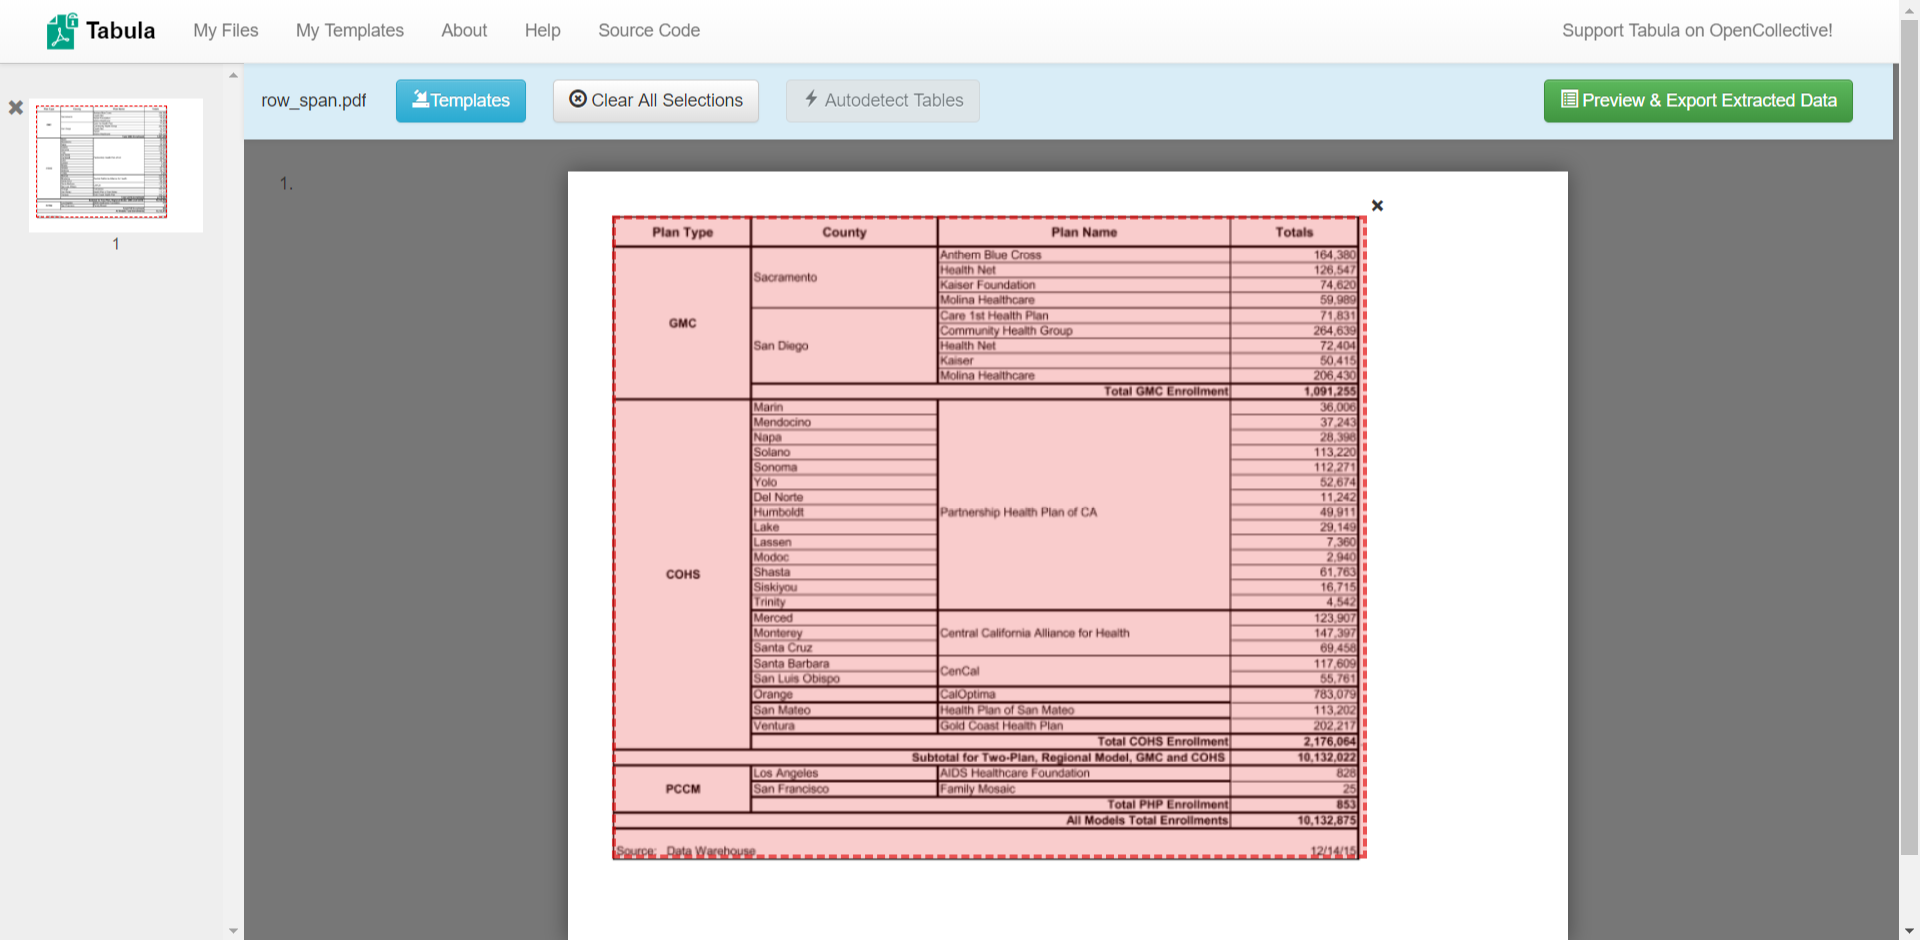 Tabula My Files My Templates About Help Source Code Support Tabula on OpenCollective!
row_span.pdf Templates Clear All Selections Autodetect Tables Preview & Export Extracted Data
1
1.
Plan Type County Plan Name Totals
GMC
Sacramento
Anthem Blue Cross 164,380
Health Net 126,547
Kaiser Foundation 74,620
Molina Healthcare 59,989
San Diego
Care 1st Health Plan 71,831
Community Health Group 264,639
Health Net 72,404
Kaiser 50,415
Molina Healthcare 206,430
Total GMC Enrollment 1,091,255
COHS
Marin 36,006
Mendocino 37,243
Napa 28,398
Solano 113,220
Sonoma 112,271
Yolo 52,674
Del Norte 11,242
Humboldt Partnership Health Plan of CA 49,911
Lake 29,149
Lassen 7,360
Modoc 2,940
Shasta 61,763
Siskiyou 16,715
Trinity 4,542
Merced 123,907
Monterey Central California Alliance for Health 147,397
Santa Cruz 69,458
Santa Barbara CenCal 117,609
San Luis Obispo 55,761
Orange CalOptima 783,079
San Mateo Health Plan of San Mateo 113,202
Ventura Gold Coast Health Plan 202,217
Total COHS Enrollment 2,176,064
Subtotal for Two-Plan, Regional Model, GMC and COHS 10,132,022
PCCM
Los Angeles AIDS Healthcare Foundation 828
San Francisco Family Mosaic 25
Total PHP Enrollment 853
All Models Total Enrollments 10,132,875
Source: Data Warehouse 12/14/15